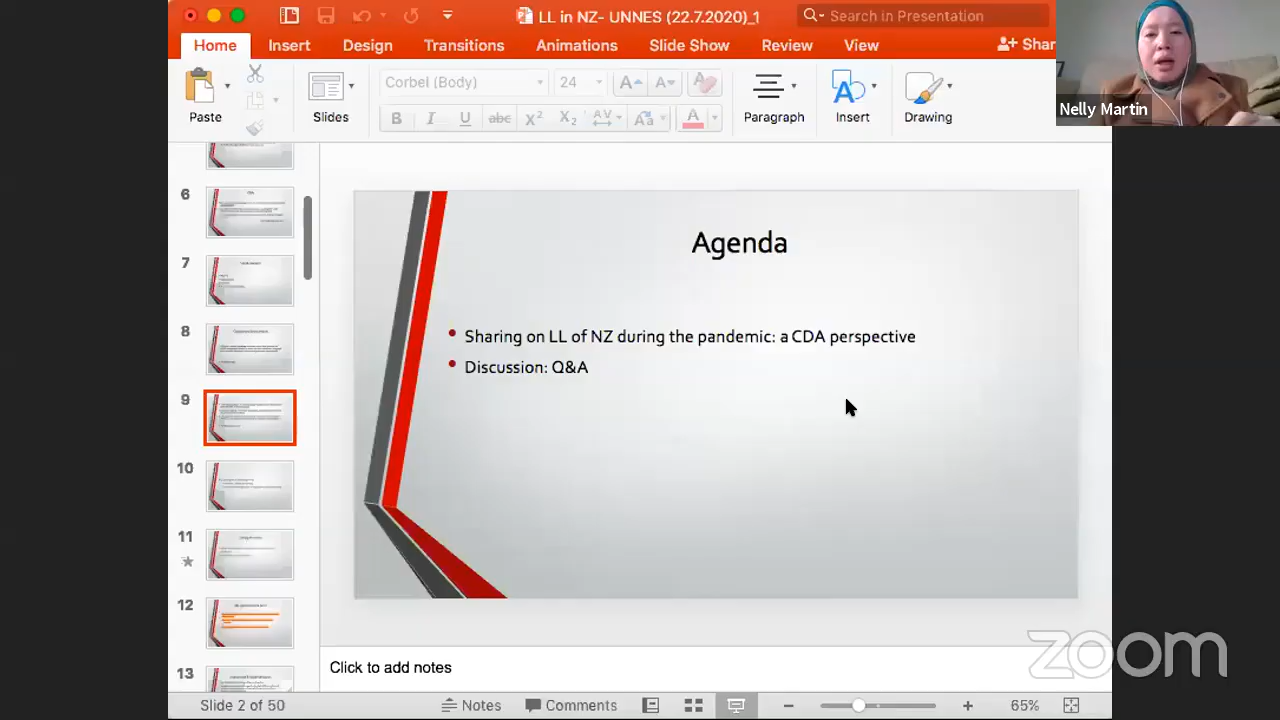 LL in NZ- UNNES (22.7.2020)_1
Search in Presentation
Home Insert Design Transitions Animations Slide Show Review View Shar
Corbel (Body) 24
Paste Slides Paragraph Insert Drawing
Nelly Martin
6
7
8
9
10
11
12
13
Agenda
Sharing on LL of NZ during the pandemic: a CDA perspective
Discussion: Q&A
Click to add notes
Slide 2 of 50 Notes Comments 65%
zoom